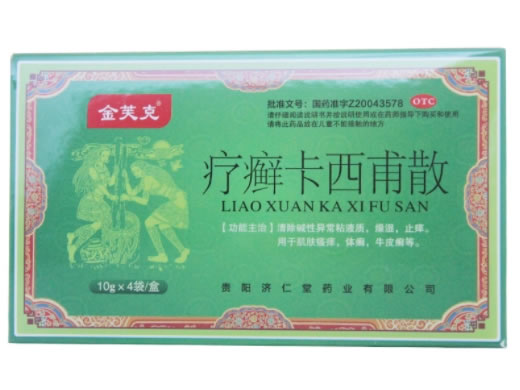 金芙克
批准文号：国药准字Z20043578 OTC
请仔细阅读说明书并按说明使用或在药师指导下购买和使用
请将此药品放在儿童不能接触的地方
疗癣卡西甫散
LIAO XUAN KA XI FU SAN
【功能主治】清除碱性异常粘液质，燥湿，止痒。
用于肌肤瘙痒，体癣，牛皮癣等。
10g×4袋/盒
贵阳济仁堂药业有限公司